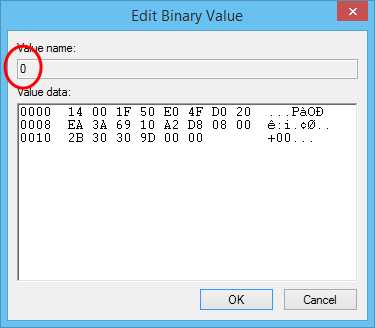 Edit Binary Value
Value name:
0
Value data:
0000 14 00 1F 50 E0 4F D0 20 ...PàOÐ
0008 EA 3A 69 10 A2 D8 08 00 ê:i.¢Ø..
0010 2B 30 30 9D 00 00 +00...
OK Cancel